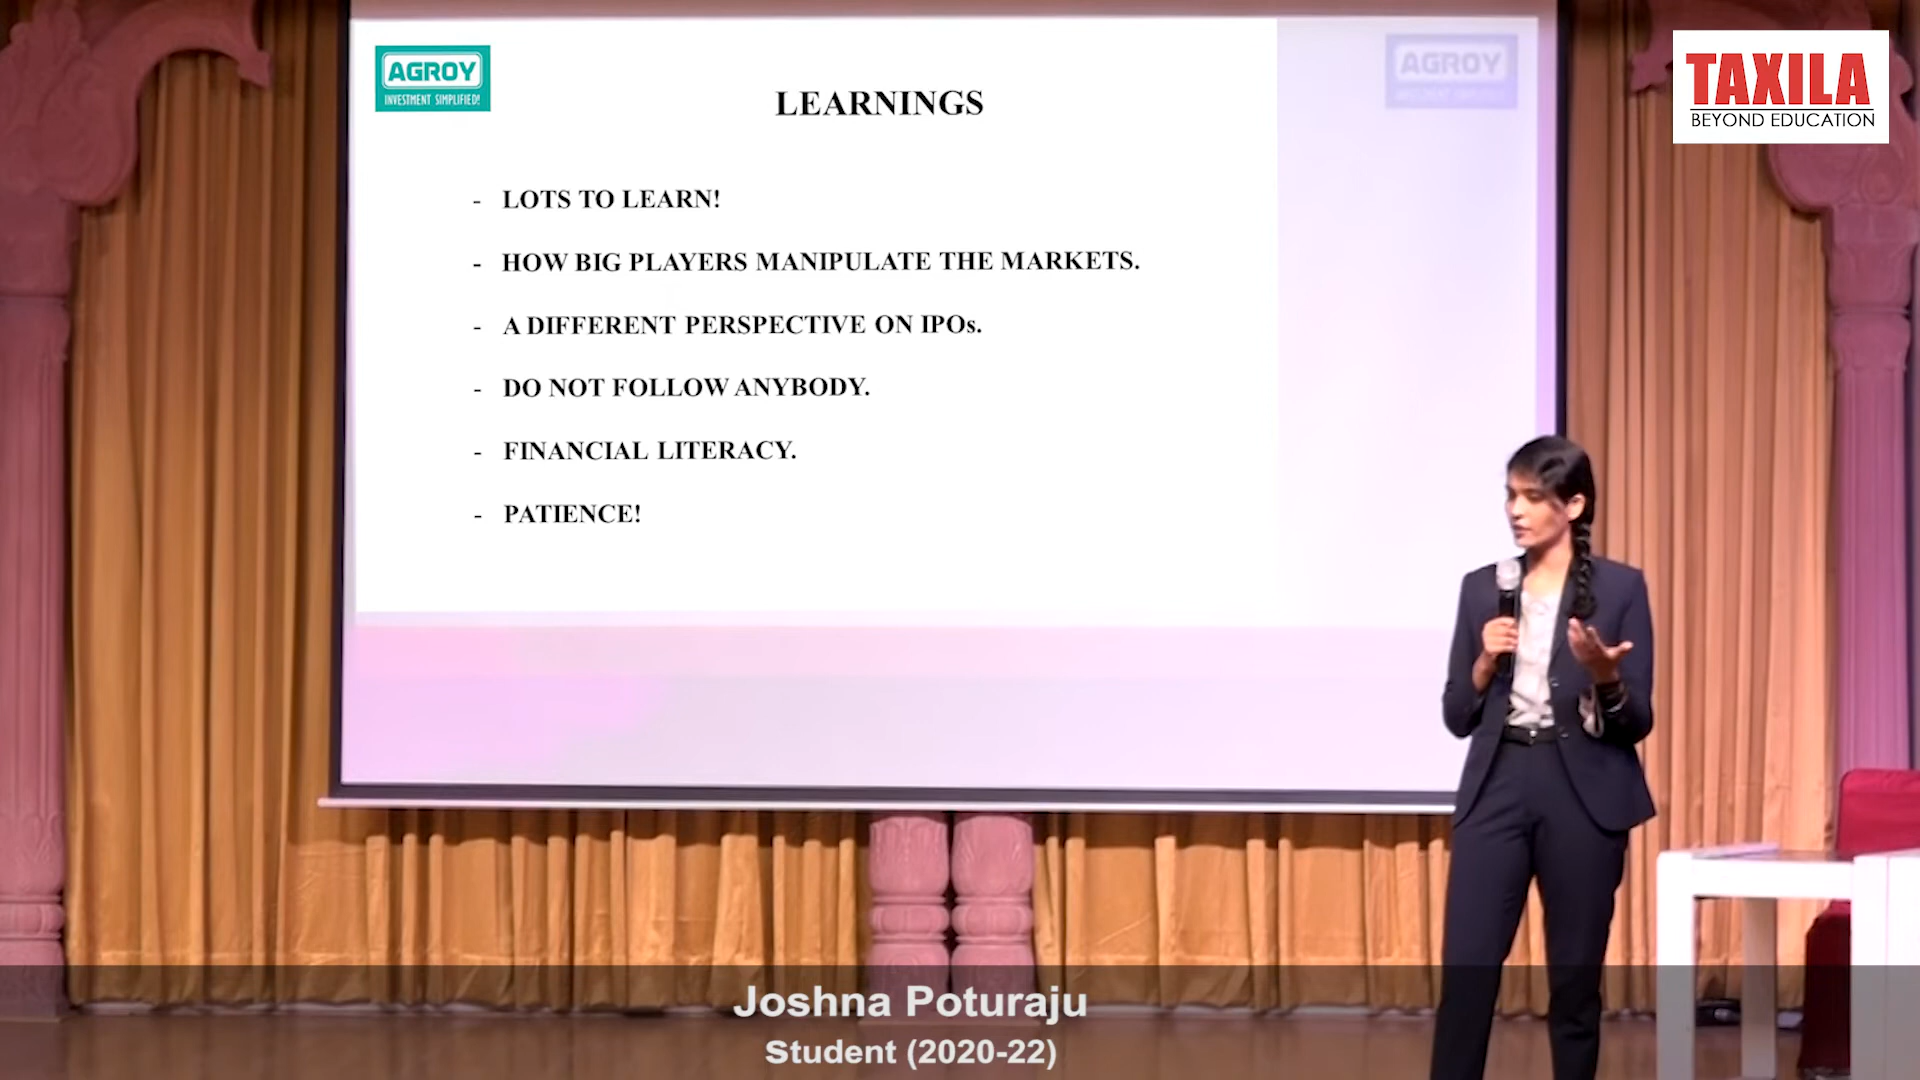 AGROY
INVESTMENT SIMPLIFIED!
AGROY
TAXILA
BEYOND EDUCATION
LEARNINGS
- LOTS TO LEARN!
- HOW BIG PLAYERS MANIPULATE THE MARKETS.
- A DIFFERENT PERSPECTIVE ON IPOs.
- DO NOT FOLLOW ANYBODY.
- FINANCIAL LITERACY.
- PATIENCE!
Joshna Poturaju
Student (2020-22)